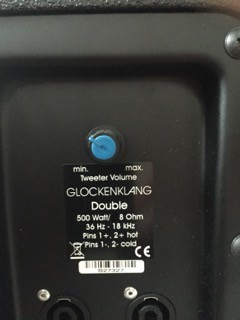 min. max.
Tweeter Volume
GLOCKENKLANG
Double
500 Watt/ 8 Ohm
36 Hz - 18 kHz
Pins 1+, 2+ hot
Pins 1-, 2- cold
CE
B27327